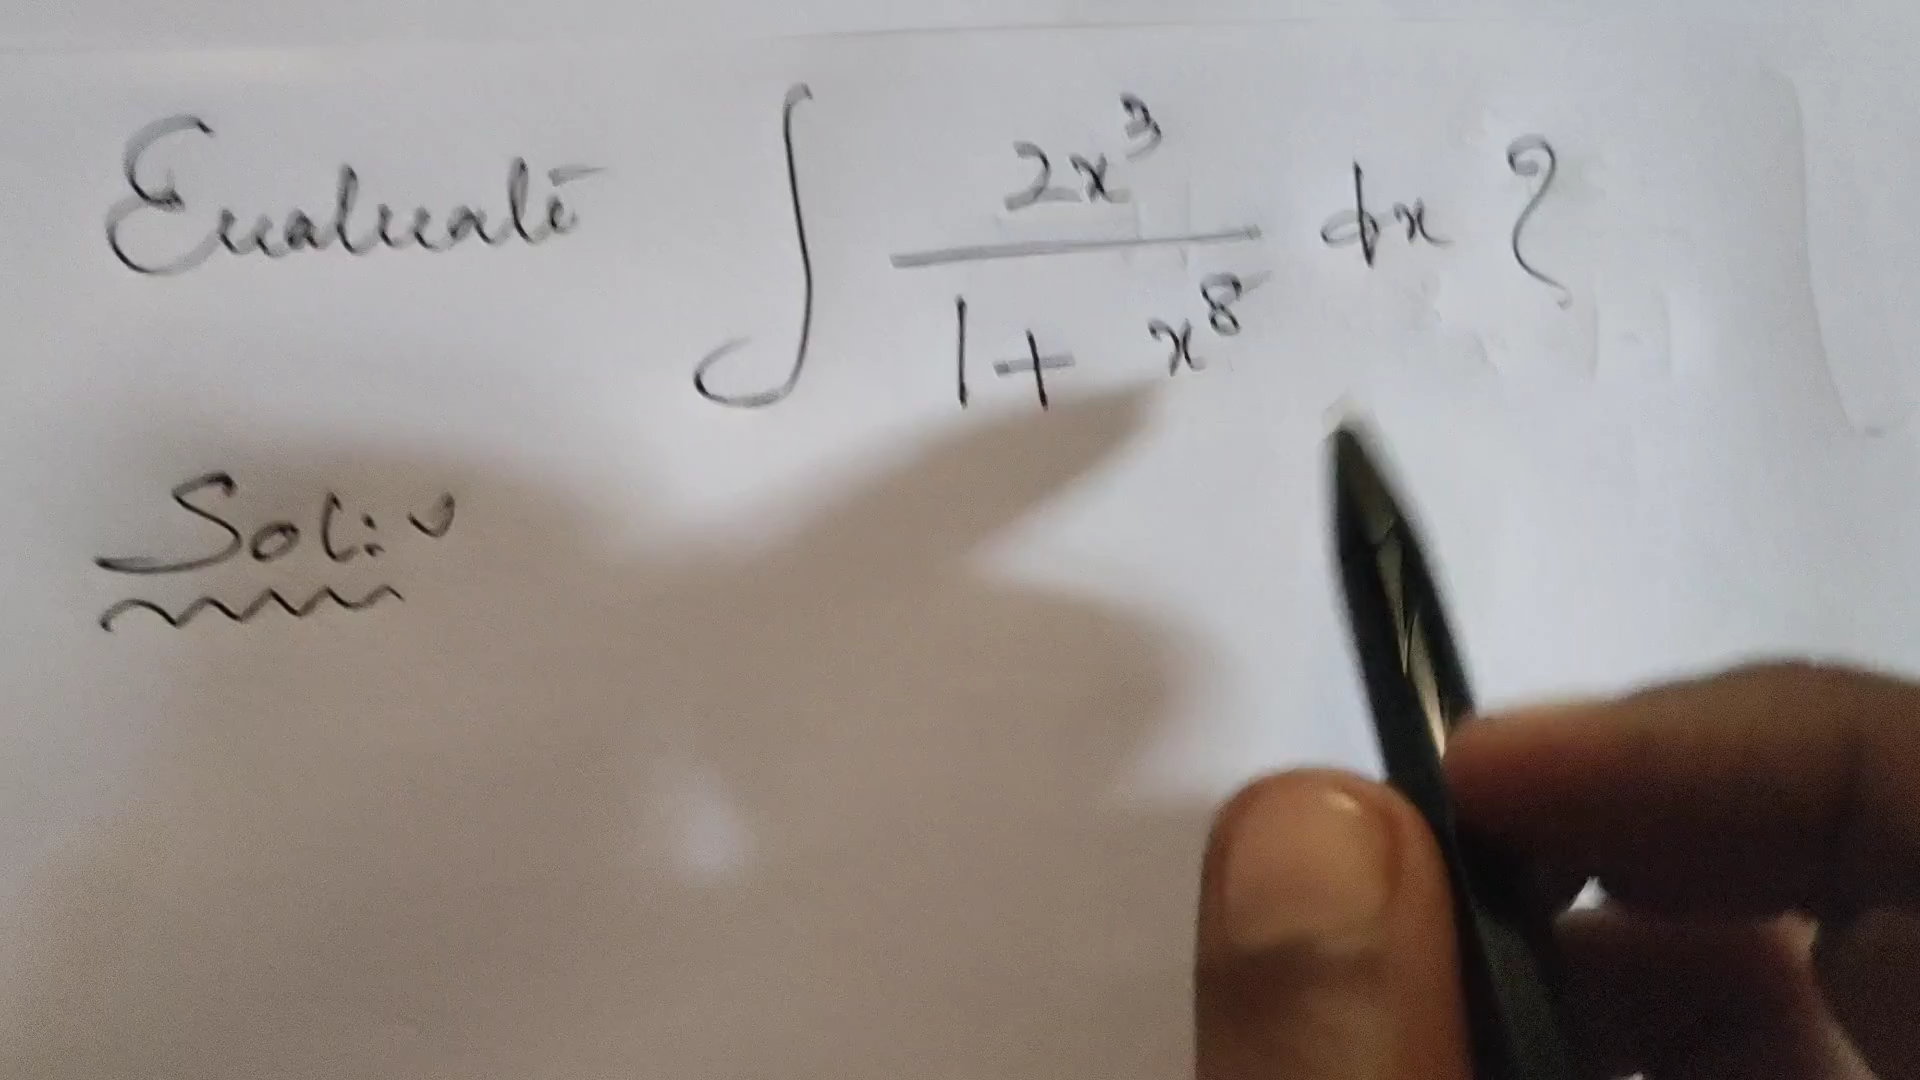 Evaluate ∫ 2x³ / 1 + x⁸ dx ?
Sol: